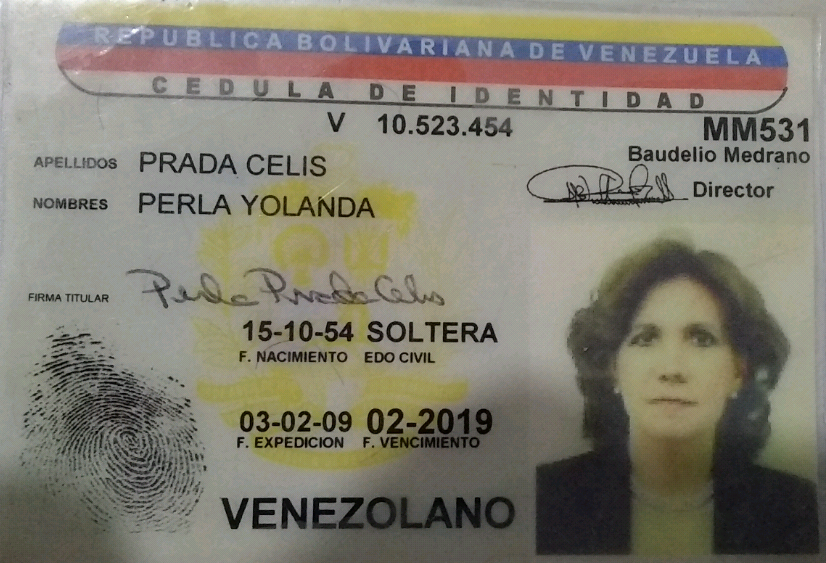 REPUBLICA BOLIVARIANA DE VENEZUELA
CEDULA DE IDENTIDAD
V 10.523.454 MM531
Baudelio Medrano
APELLIDOS PRADA CELIS
Director
NOMBRES PERLA YOLANDA
FIRMA TITULAR Perla Prada Celis
15-10-54 SOLTERA
F. NACIMIENTO EDO CIVIL
03-02-09 02-2019
F. EXPEDICION F. VENCIMIENTO
VENEZOLANO